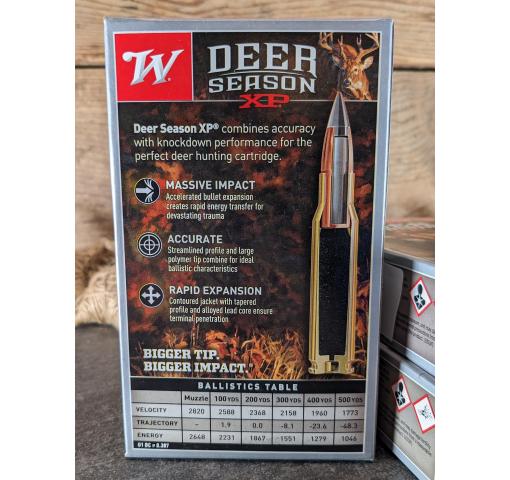 W
DEER
SEASON
XP
Deer Season XP® combines accuracy
with knockdown performance for the
perfect deer hunting cartridge.
MASSIVE IMPACT
Accelerated bullet expansion
creates rapid energy transfer for
devastating trauma
ACCURATE
Streamlined profile and large
polymer tip combine for ideal
ballistic characteristics
RAPID EXPANSION
Contoured jacket with tapered
profile and alloyed lead core ensure
terminal penetration
BIGGER TIP.
BIGGER IMPACT.™
BALLISTICS TABLE
Muzzle 100 YDS 200 YDS 300 YDS 400 YDS 500 YDS
VELOCITY 2820 2588 2368 2158 1960 1773
TRAJECTORY - 1.9 0.0 -8.1 -23.6 -48.3
ENERGY 2648 2231 1867 1551 1279 1046
G1 BC = 0.387